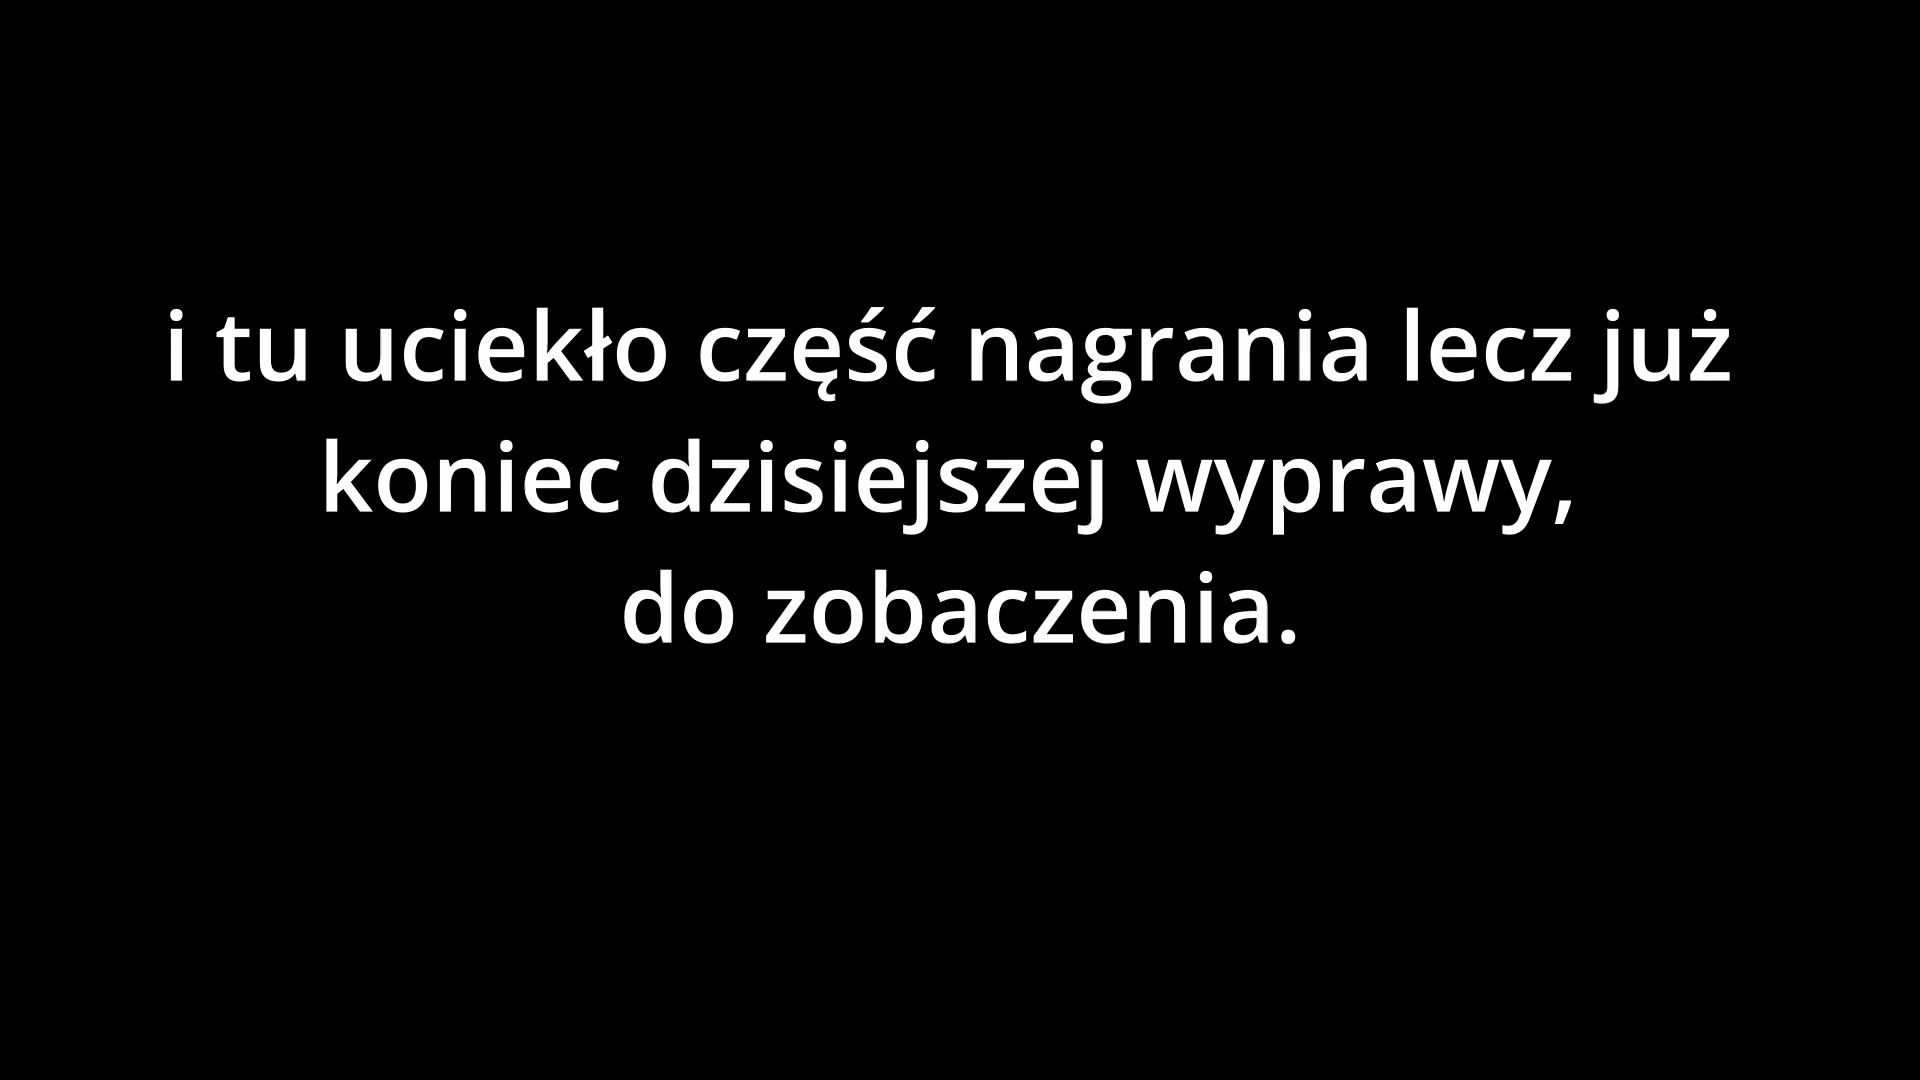 i tu uciekło część nagrania lecz już
koniec dzisiejszej wyprawy,
do zobaczenia.